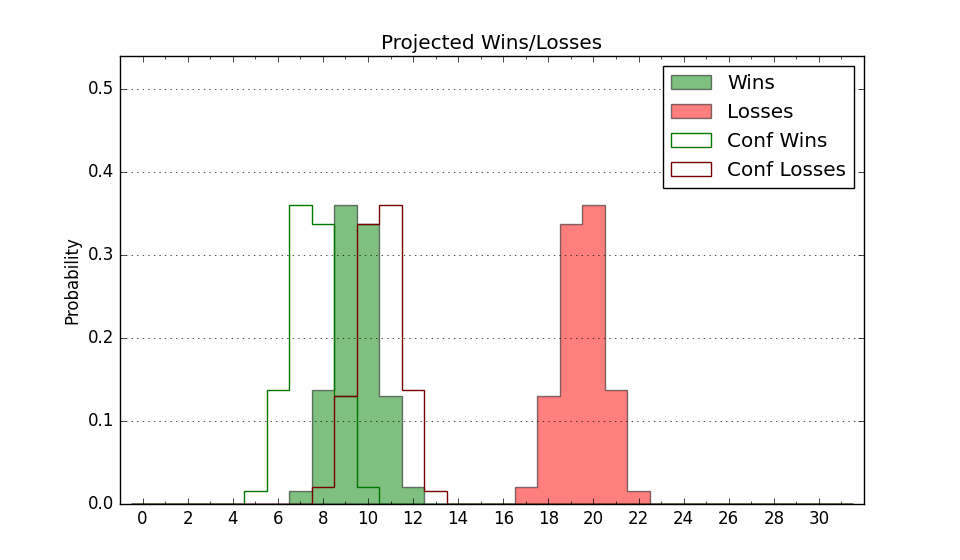 Projected Wins/Losses
Wins
Losses
Conf Wins
Conf Losses
Probability
0.5
0.4
0.3
0.2
0.1
0.0
0 2 4 6 8 10 12 14 16 18 20 22 24 26 28 30